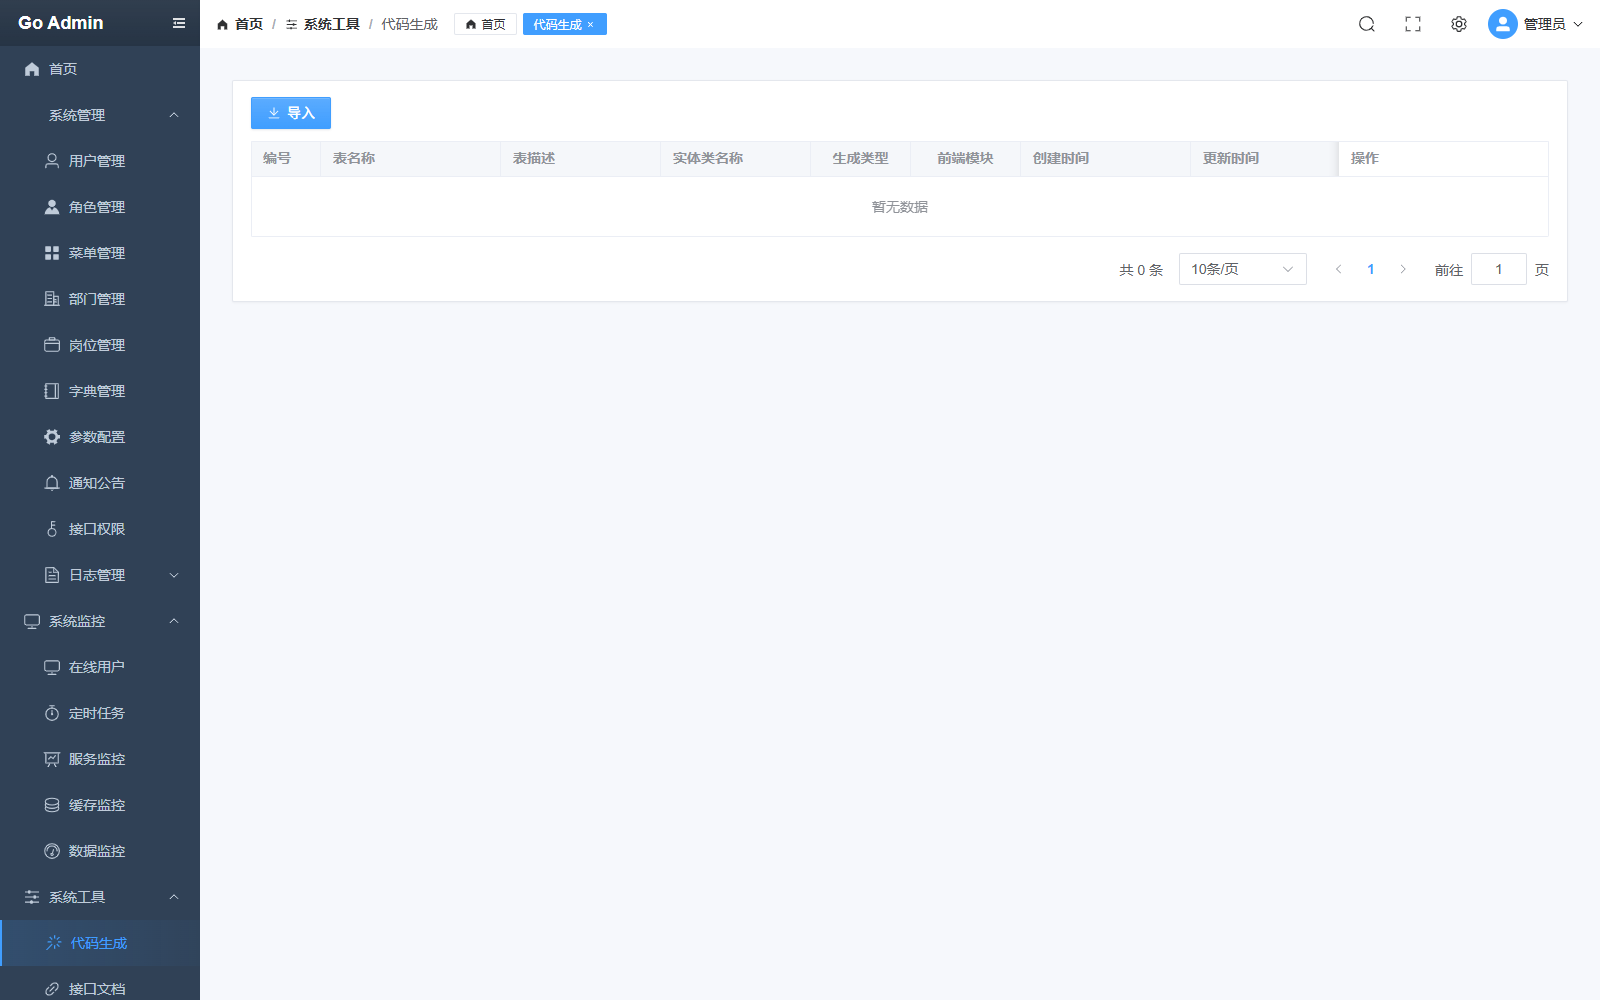 Go Admin
首页 / 系统工具 / 代码生成 首页 代码生成 ×
管理员
首页
系统管理
用户管理
角色管理
菜单管理
部门管理
岗位管理
字典管理
参数配置
通知公告
接口权限
日志管理
系统监控
在线用户
定时任务
服务监控
缓存监控
数据监控
系统工具
代码生成
接口文档
导入
编号 表名称 表描述 实体类名称 生成类型 前端模块 创建时间 更新时间 操作
暂无数据
共 0 条 10条/页 1 前往 1 页